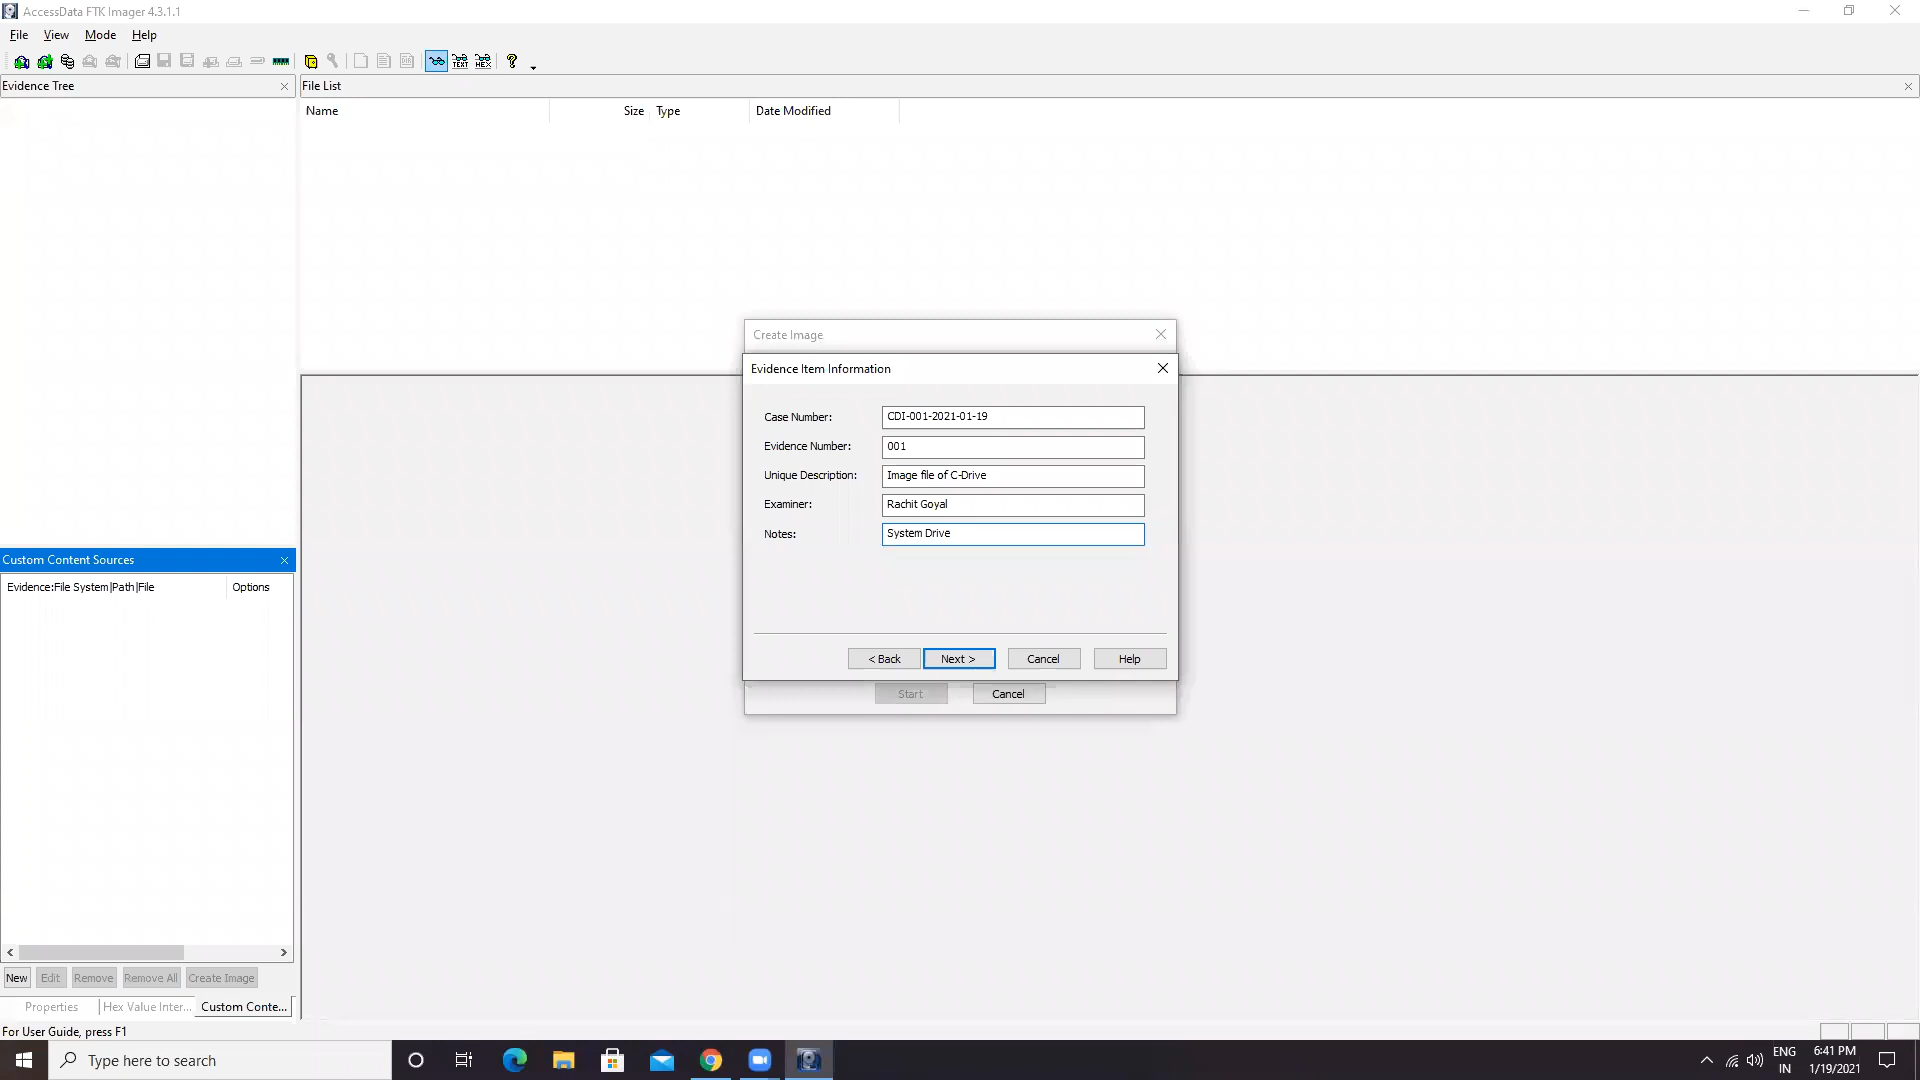 AccessData FTK Imager 4.3.1.1
File View Mode Help
TEXT HEX ?
Evidence Tree
File List
Name Size Type Date Modified
Create Image
Evidence Item Information
Case Number: CDI-001-2021-01-19
Evidence Number: 001
Unique Description: Image file of C-Drive
Examiner: Rachit Goyal
Notes: System Drive
< Back Next > Cancel Help
Start Cancel
Custom Content Sources
Evidence:File System|Path|File Options
New Edit Remove Remove All Create Image
Properties Hex Value Inter... Custom Conte...
For User Guide, press F1
Type here to search
ENG
IN
6:41 PM
1/19/2021